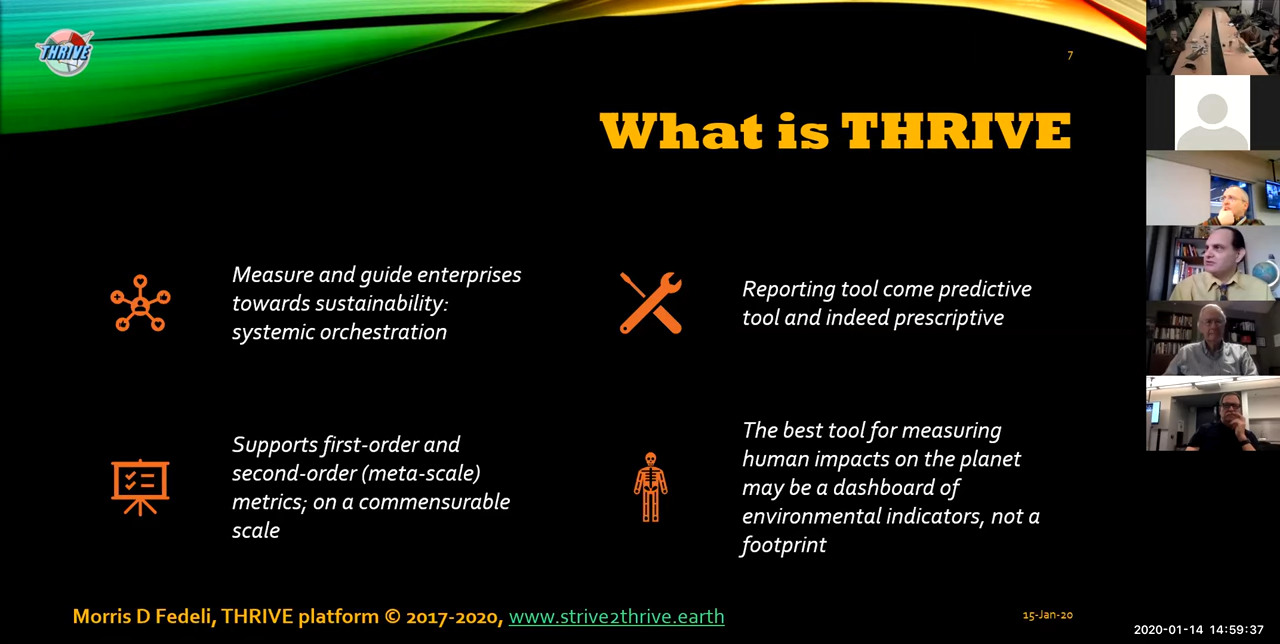 THRIVE
7
What is THRIVE
Measure and guide enterprises
towards sustainability:
systemic orchestration
Reporting tool come predictive
tool and indeed prescriptive
Supports first-order and
second-order (meta-scale)
metrics; on a commensurable
scale
The best tool for measuring
human impacts on the planet
may be a dashboard of
environmental indicators, not a
footprint
Morris D Fedeli, THRIVE platform © 2017-2020, www.strive2thrive.earth
15-Jan-20
2020-01-14 14:59:37